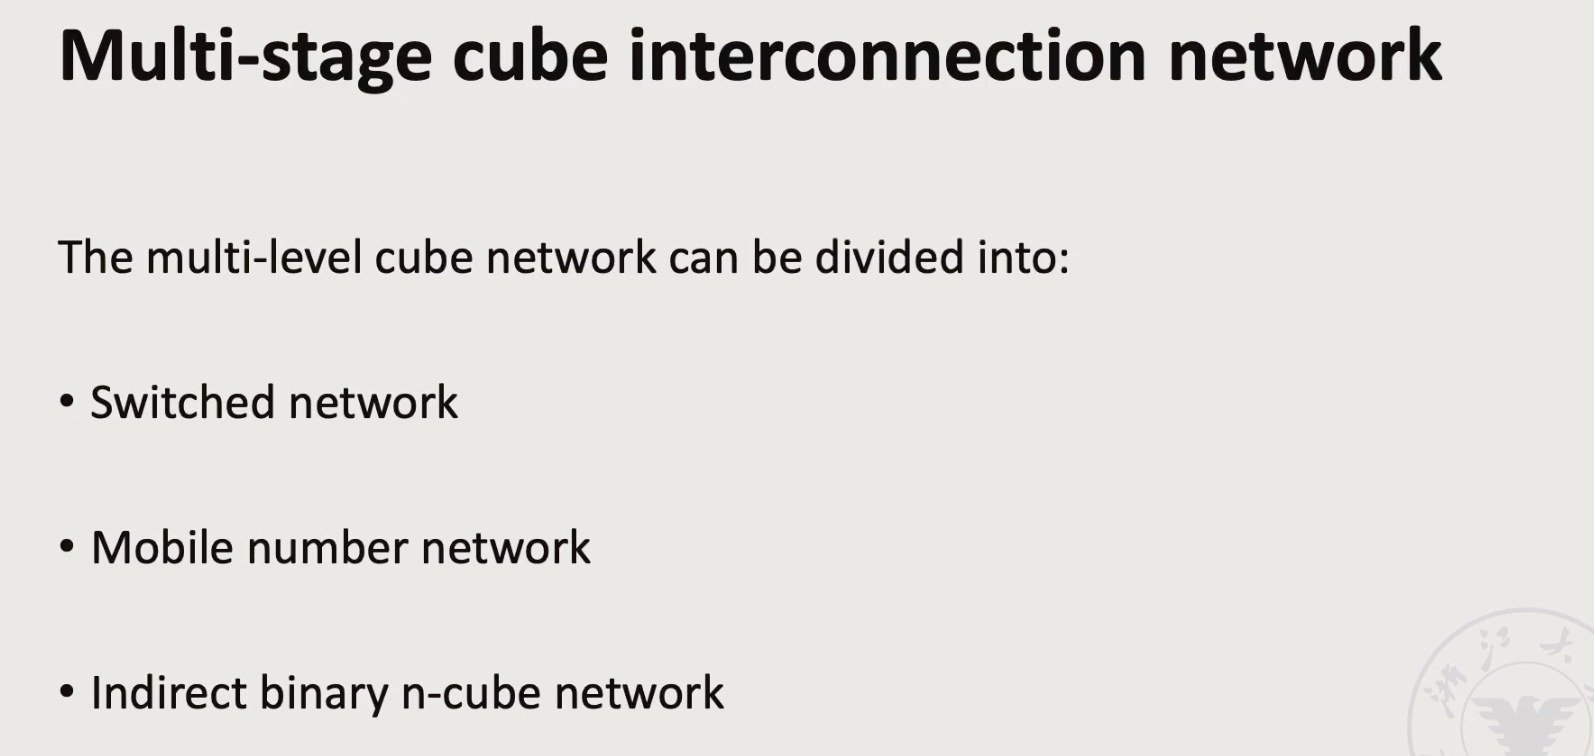 Multi-stage cube interconnection network
The multi-level cube network can be divided into:
• Switched network
• Mobile number network
• Indirect binary n-cube network